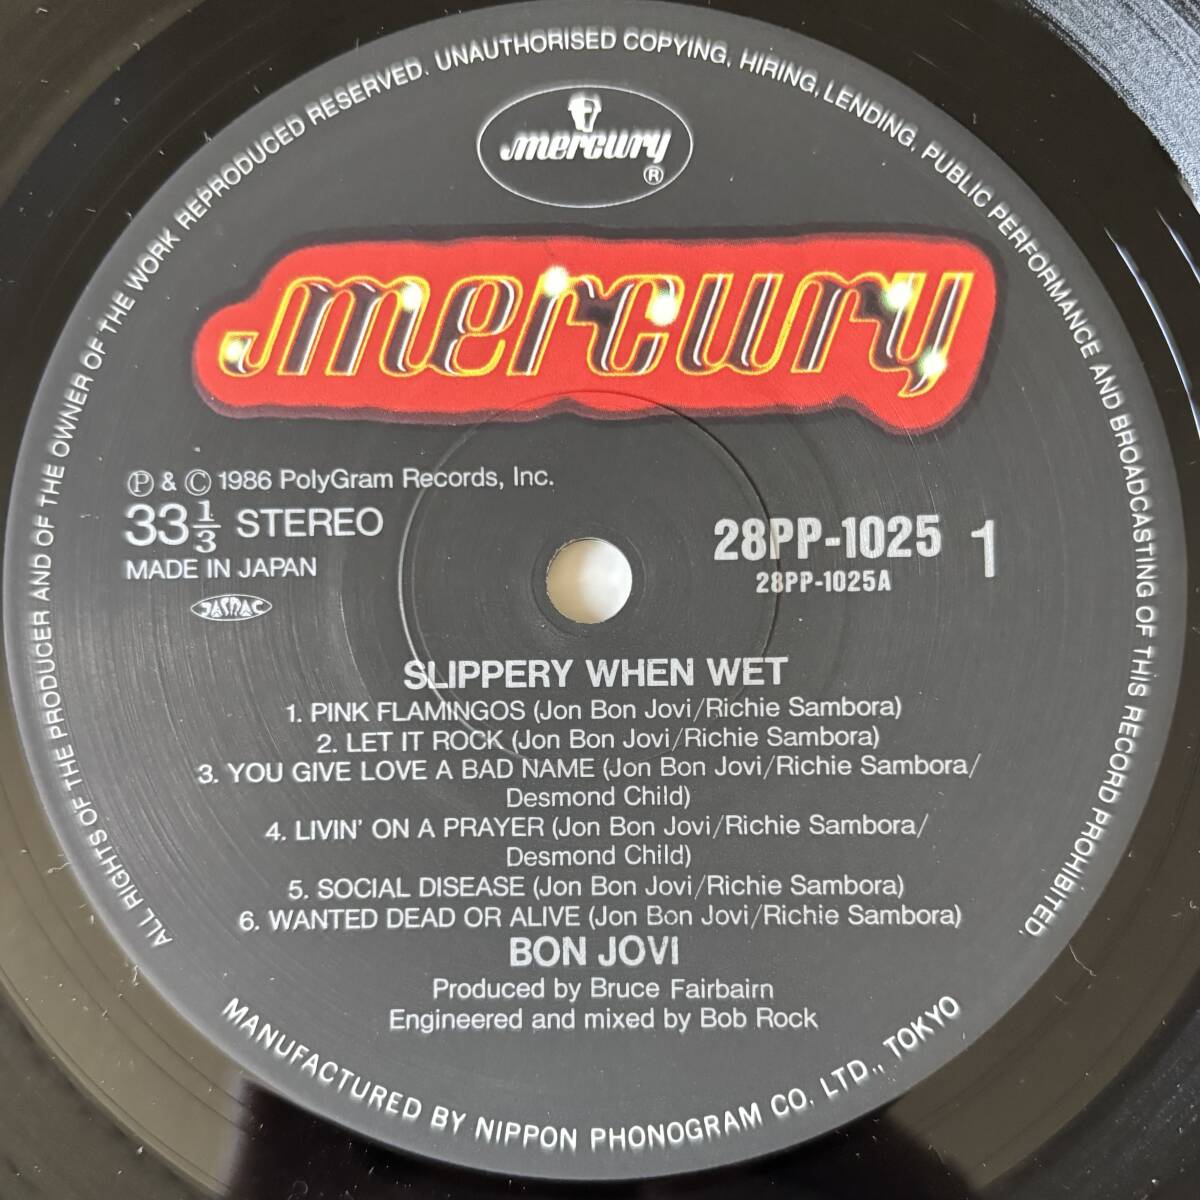 ALL RIGHTS OF THE PRODUCER AND OF THE OWNER OF THE WORK REPRODUCED RESERVED. UNAUTHORISED COPYING, HIRING, LENDING, PUBLIC PERFORMANCE AND BROADCASTING OF THIS RECORD PROHIBITED.
mercury
®
mercury
Ⓟ & © 1986 PolyGram Records, Inc.
33 1/3 STEREO
MADE IN JAPAN
JASRAC
28PP-1025 1
28PP-1025A
SLIPPERY WHEN WET
1. PINK FLAMINGOS (Jon Bon Jovi/Richie Sambora)
2. LET IT ROCK (Jon Bon Jovi/Richie Sambora)
3. YOU GIVE LOVE A BAD NAME (Jon Bon Jovi/Richie Sambora/
Desmond Child)
4. LIVIN' ON A PRAYER (Jon Bon Jovi/Richie Sambora/
Desmond Child)
5. SOCIAL DISEASE (Jon Bon Jovi/Richie Sambora)
6. WANTED DEAD OR ALIVE (Jon Bon Jovi/Richie Sambora)
BON JOVI
Produced by Bruce Fairbairn
Engineered and mixed by Bob Rock
MANUFACTURED BY NIPPON PHONOGRAM CO. LTD., TOKYO